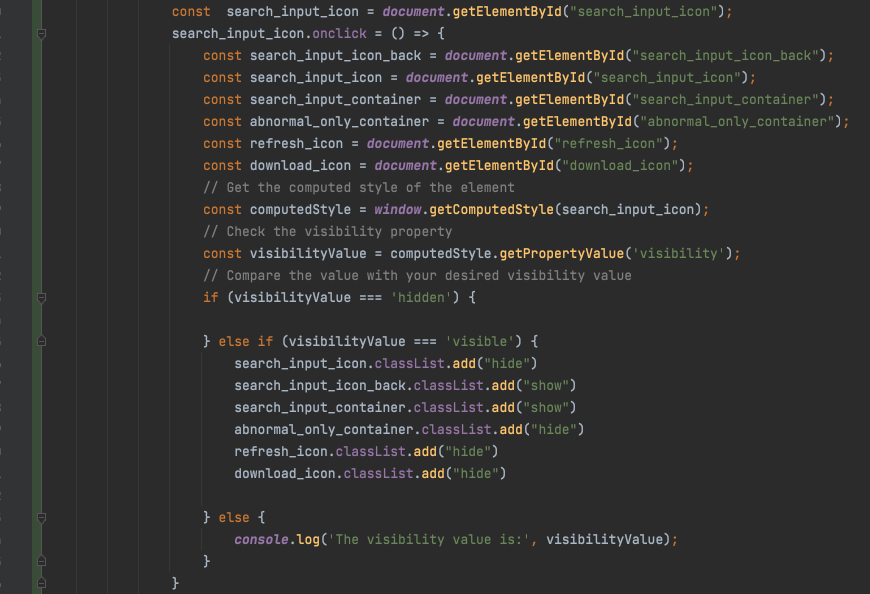 const  search_input_icon = document.getElementById("search_input_icon");
search_input_icon.onclick = () => {
const search_input_icon_back = document.getElementById("search_input_icon_back");
const search_input_icon = document.getElementById("search_input_icon");
const search_input_container = document.getElementById("search_input_container");
const abnormal_only_container = document.getElementById("abnormal_only_container");
const refresh_icon = document.getElementById("refresh_icon");
const download_icon = document.getElementById("download_icon");
// Get the computed style of the element
const computedStyle = window.getComputedStyle(search_input_icon);
// Check the visibility property
const visibilityValue = computedStyle.getPropertyValue('visibility');
// Compare the value with your desired visibility value
if (visibilityValue === 'hidden') {
} else if (visibilityValue === 'visible') {
search_input_icon.classList.add("hide")
search_input_icon_back.classList.add("show")
search_input_container.classList.add("show")
abnormal_only_container.classList.add("hide")
refresh_icon.classList.add("hide")
download_icon.classList.add("hide")
} else {
console.log('The visibility value is:', visibilityValue);
}
}